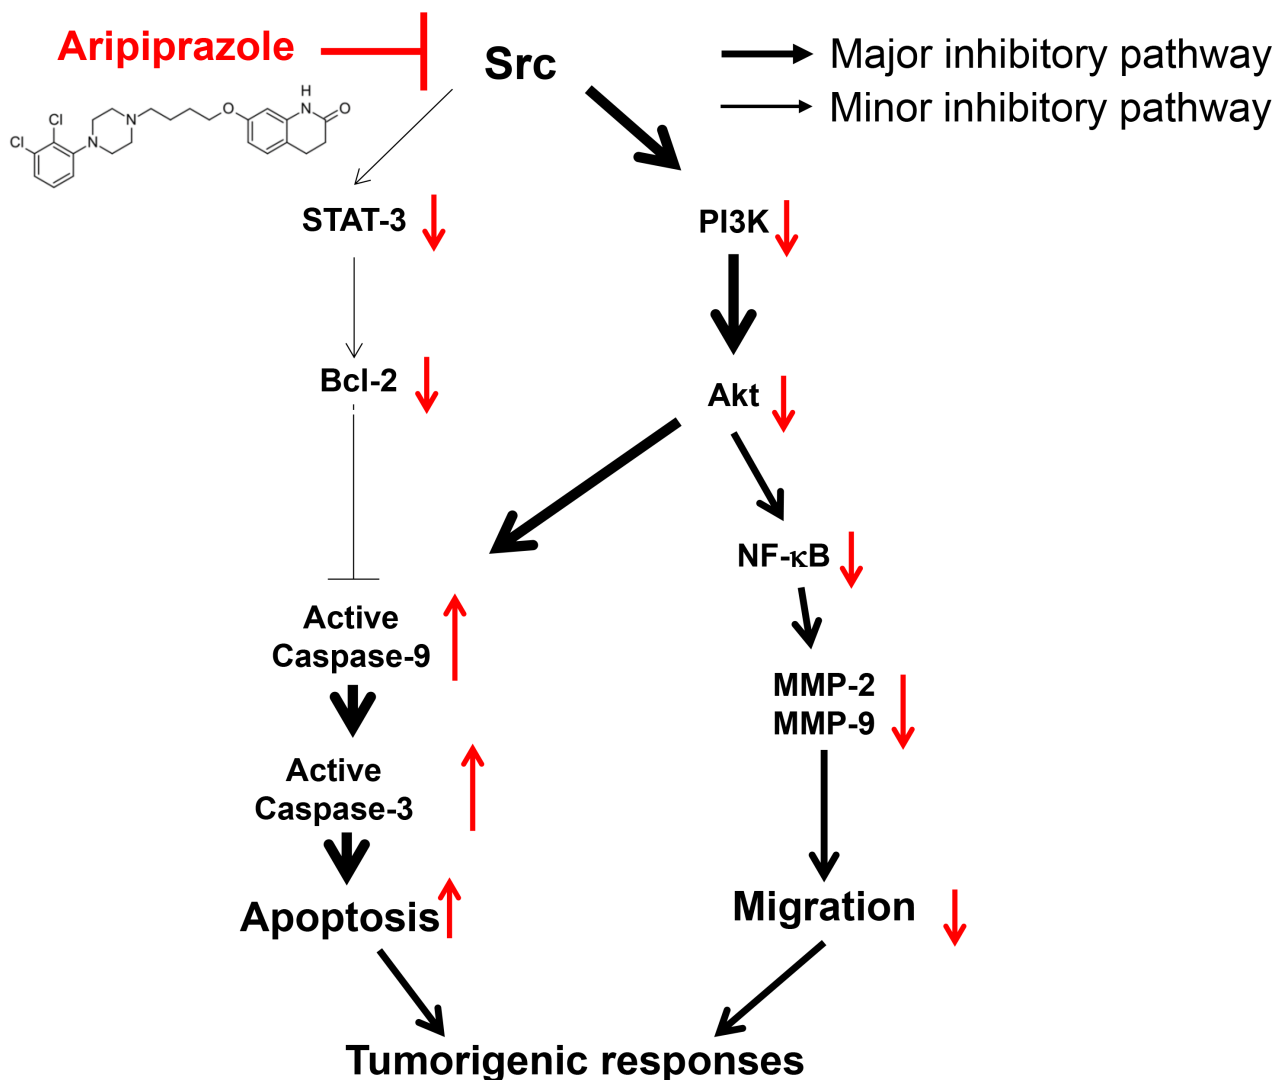 Aripiprazole
Src
Major inhibitory pathway
Minor inhibitory pathway
Cl
Cl
N
N
O
H
N
O
STAT-3
PI3K
Bcl-2
Akt
NF-κB
Active
Caspase-9
MMP-2
MMP-9
Active
Caspase-3
Apoptosis
Migration
Tumorigenic responses